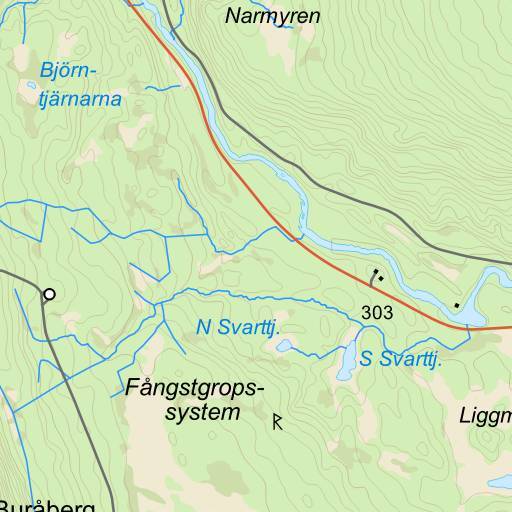 Narmyren
Björn-
tjärnarna
303
N Svarttj.
S Svarttj.
Fångstgrops-
system
Liggm
Buråberg